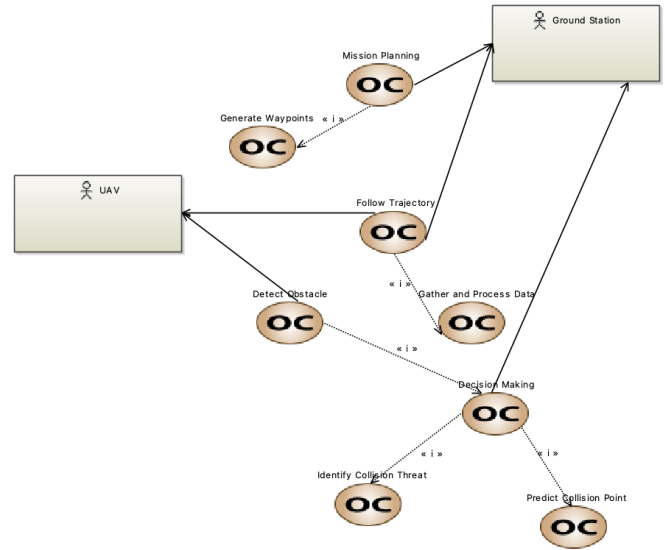 Ground Station
Mission Planning
OC
Generate Waypoints
« i »
OC
UAV
Follow Trajectory
OC
« i »
Detect Obstacle
Gather and Process Data
OC
OC
« i »
Decision Making
OC
« i »
« i »
Identify Collision Threat
OC
Predict Collision Point
OC